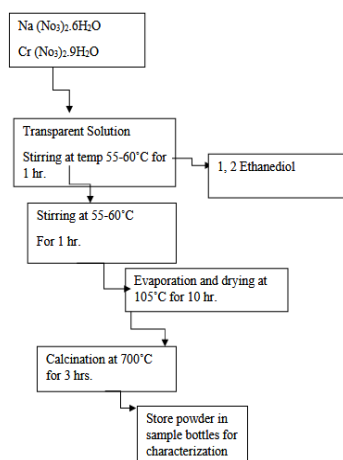 Na (No₃)₂.6H₂O
Cr (No₃)₂.9H₂O
Transparent Solution
Stirring at temp 55-60˚C for
1 hr.
1, 2 Ethanediol
Stirring at 55-60˚C
For 1 hr.
Evaporation and drying at
105˚C for 10 hr.
Calcination at 700˚C
for 3 hrs.
Store powder in
sample bottles for
characterization